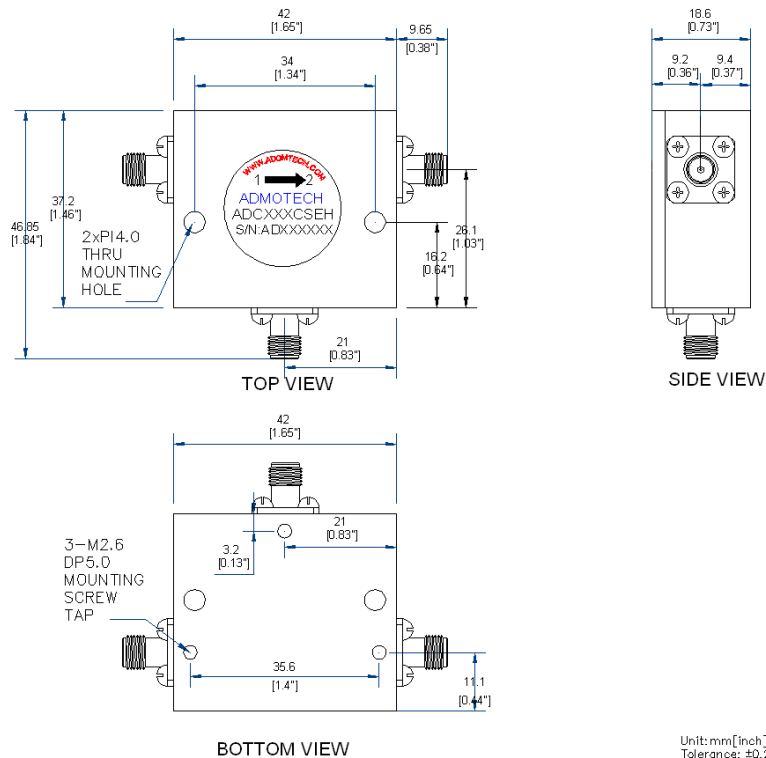 42
[1.65"]
9.65
[0.38"]
34
[1.34"]
18.6
[0.73"]
9.2
[0.36"]
9.4
[0.37"]
WWW.ADOMTECH.COM
1 2
ADMOTECH
ADCXXXCSEH
S/N:ADXXXXXX
46.85
[1.84"]
37.2
[1.46"]
2xPI4.0
THRU
MOUNTING
HOLE
16.2
[0.64"]
26.1
[1.03"]
21
[0.83"]
TOP VIEW
SIDE VIEW
42
[1.65"]
3-M2.6
DP5.0
MOUNTING
SCREW
TAP
3.2
[0.13"]
21
[0.83"]
35.6
[1.4"]
11.1
[0.44"]
BOTTOM VIEW
Unit:mm[inch]
Tolerance: ±0.2